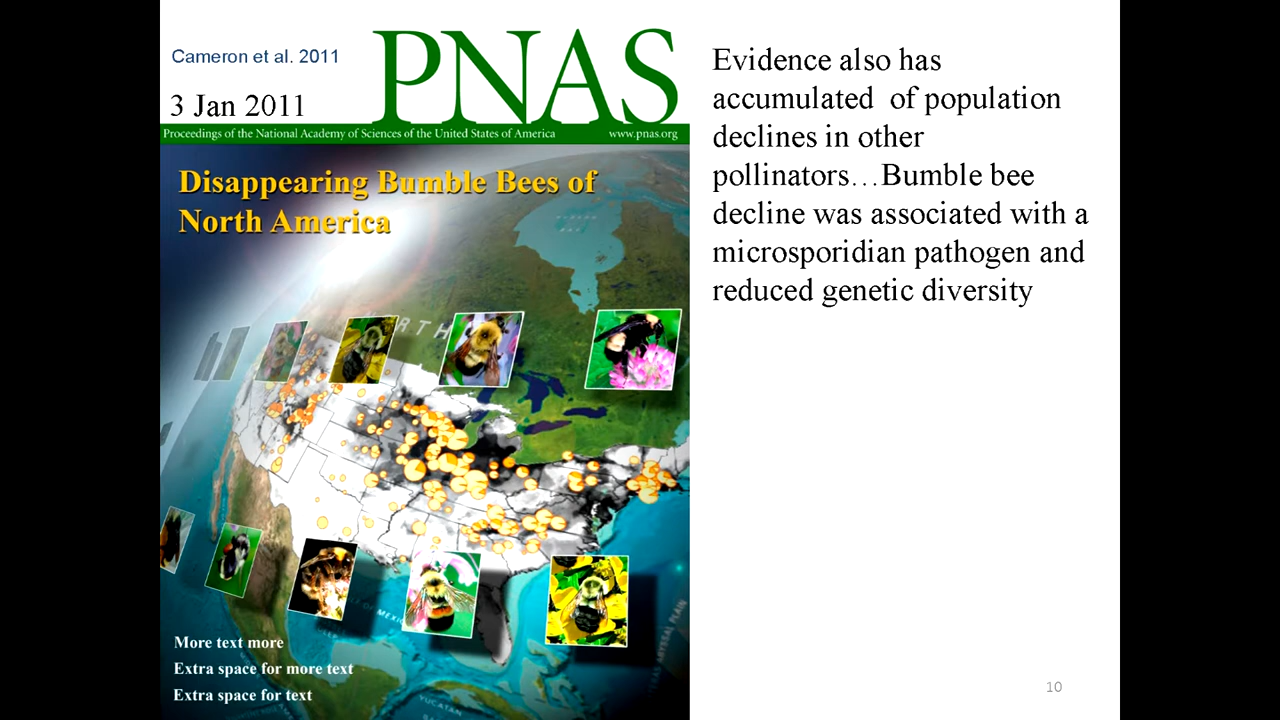 Cameron et al. 2011
3 Jan 2011
PNAS
Proceedings of the National Academy of Sciences of the United States of America www.pnas.org
Disappearing Bumble Bees of
North America
More text more
Extra space for more text
Extra space for text
YUCATAN
Evidence also has
accumulated of population
declines in other
pollinators…Bumble bee
decline was associated with a
microsporidian pathogen and
reduced genetic diversity
10